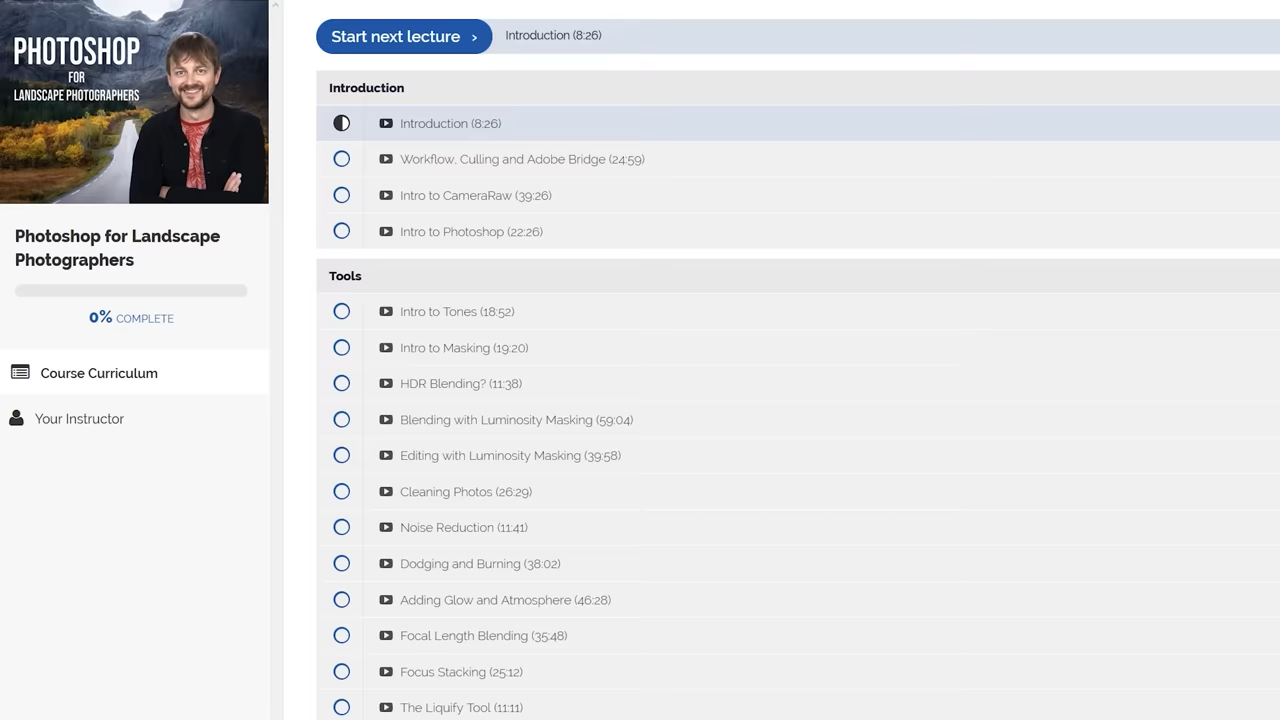 PHOTOSHOP
FOR
LANDSCAPE PHOTOGRAPHERS
Photoshop for Landscape
Photographers
0% COMPLETE
Course Curriculum
Your Instructor
Start next lecture › Introduction (8:26)
Introduction
Introduction (8:26)
Workflow, Culling and Adobe Bridge (24:59)
Intro to CameraRaw (39:26)
Intro to Photoshop (22:26)
Tools
Intro to Tones (18:52)
Intro to Masking (19:20)
HDR Blending? (11:38)
Blending with Luminosity Masking (59:04)
Editing with Luminosity Masking (39:58)
Cleaning Photos (26:29)
Noise Reduction (11:41)
Dodging and Burning (38:02)
Adding Glow and Atmosphere (46:28)
Focal Length Blending (35:48)
Focus Stacking (25:12)
The Liquify Tool (11:11)